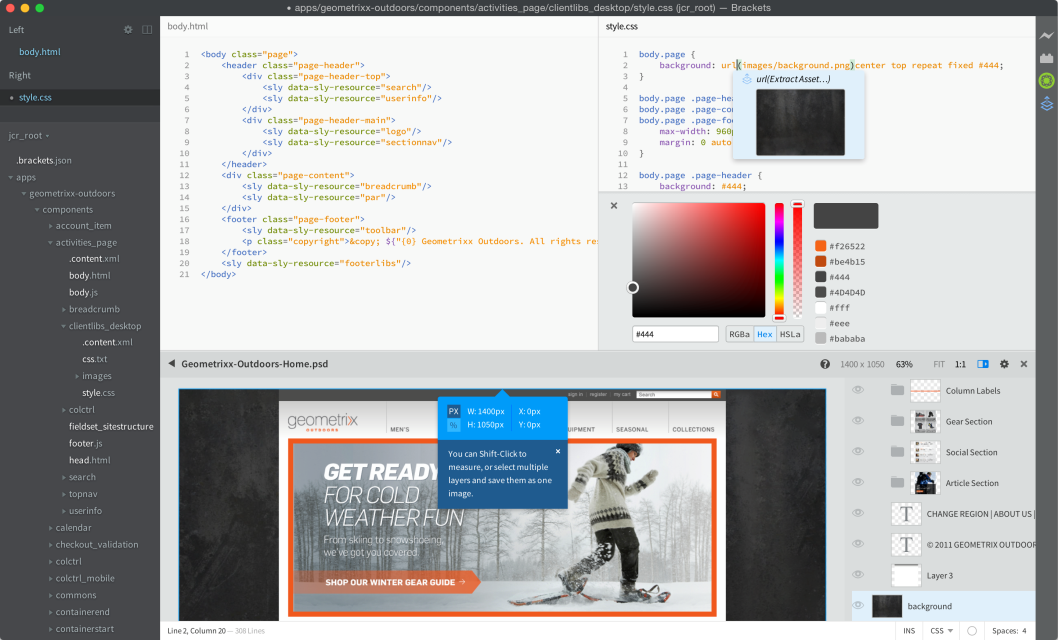 • apps/geometrixx-outdoors/components/activities_page/clientlibs_desktop/style.css (jcr_root) — Brackets
Left
body.html
Right
• style.css
jcr_root
.brackets.json
apps
geometrixx-outdoors
components
account_item
activities_page
.content.xml
body.html
body.js
breadcrumb
clientlibs_desktop
.content.xml
css.txt
images
style.css
colctrl
fieldset_sitestructure
footer.js
head.html
search
topnav
userinfo
calendar
checkout_validation
colctrl
colctrl_mobile
commons
containerend
containerstart
body.html
1 <body class="page">
2 <header class="page-header">
3 <div class="page-header-top">
4 <sly data-sly-resource="search"/>
5 <sly data-sly-resource="userinfo"/>
6 </div>
7 <div class="page-header-main">
8 <sly data-sly-resource="logo"/>
9 <sly data-sly-resource="sectionnav"/>
10 </div>
11 </header>
12 <div class="page-content">
13 <sly data-sly-resource="breadcrumb"/>
14 <sly data-sly-resource="par"/>
15 </div>
16 <footer class="page-footer">
17 <sly data-sly-resource="toolbar"/>
18 <p class="copyright">&copy; ${"{0} Geometrixx Outdoors. All rights res
19 </footer>
20 <sly data-sly-resource="footerlibs"/>
21 </body>
style.css
1 body.page {
2 background: url(images/background.png)center top repeat fixed #444;
3 }
4
5 body.page .page-hea
6 body.page .page-con
7 body.page .page-foo
8 max-width: 960p
9 margin: 0 auto
10 }
11
12 body.page .page-header {
13 background: #444;
url(Extract Asset…)
#444
RGBa
Hex
HSLa
#f26522
#be4b15
#444
#4D4D4D
#fff
#eee
#bababa
Geometrixx-Outdoors-Home.psd
? 1400 x 1050 63% FIT 1:1
sign in | register | my cart Search
geometrixx
OUTDOORS
MEN'S
UIPMENT
SEASONAL
COLLECTIONS
PX W: 1400px X: 0px
% H: 1050px Y: 0px
You can Shift-Click to
measure, or select multiple
layers and save them as one
image.
GET READY
FOR COLD
WEATHER FUN
From skiing to snowshoeing,
we've got you covered
SHOP OUR WINTER GEAR GUIDE
Column Labels
Gear Section
Social Section
Article Section
T CHANGE REGION | ABOUT US |
T © 2011 GEOMETRIX OUTDOOR
Layer 3
background
Line 2, Column 20 — 308 Lines
INS CSS Spaces: 4